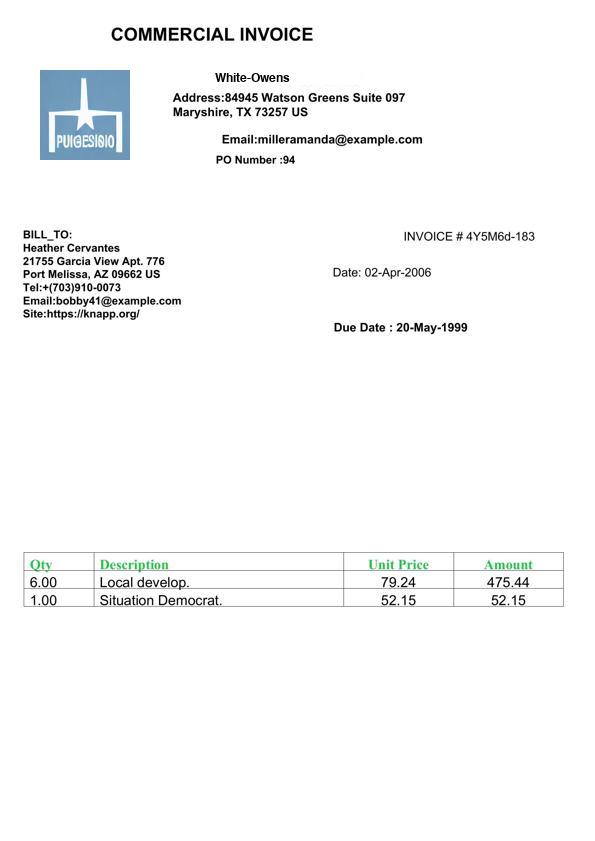 COMMERCIAL INVOICE
White-Owens
PUIGESISIO
Address:84945 Watson Greens Suite 097
Maryshire, TX 73257 US
Email:milleramanda@example.com
PO Number :94
BILL_TO:
Heather Cervantes
21755 Garcia View Apt. 776
Port Melissa, AZ 09662 US
Tel:+(703)910-0073
Email:bobby41@example.com
Site:https://knapp.org/
INVOICE # 4Y5M6d-183
Date: 02-Apr-2006
Due Date : 20-May-1999
Qty Description Unit Price Amount
6.00 Local develop. 79.24 475.44
1.00 Situation Democrat. 52.15 52.15